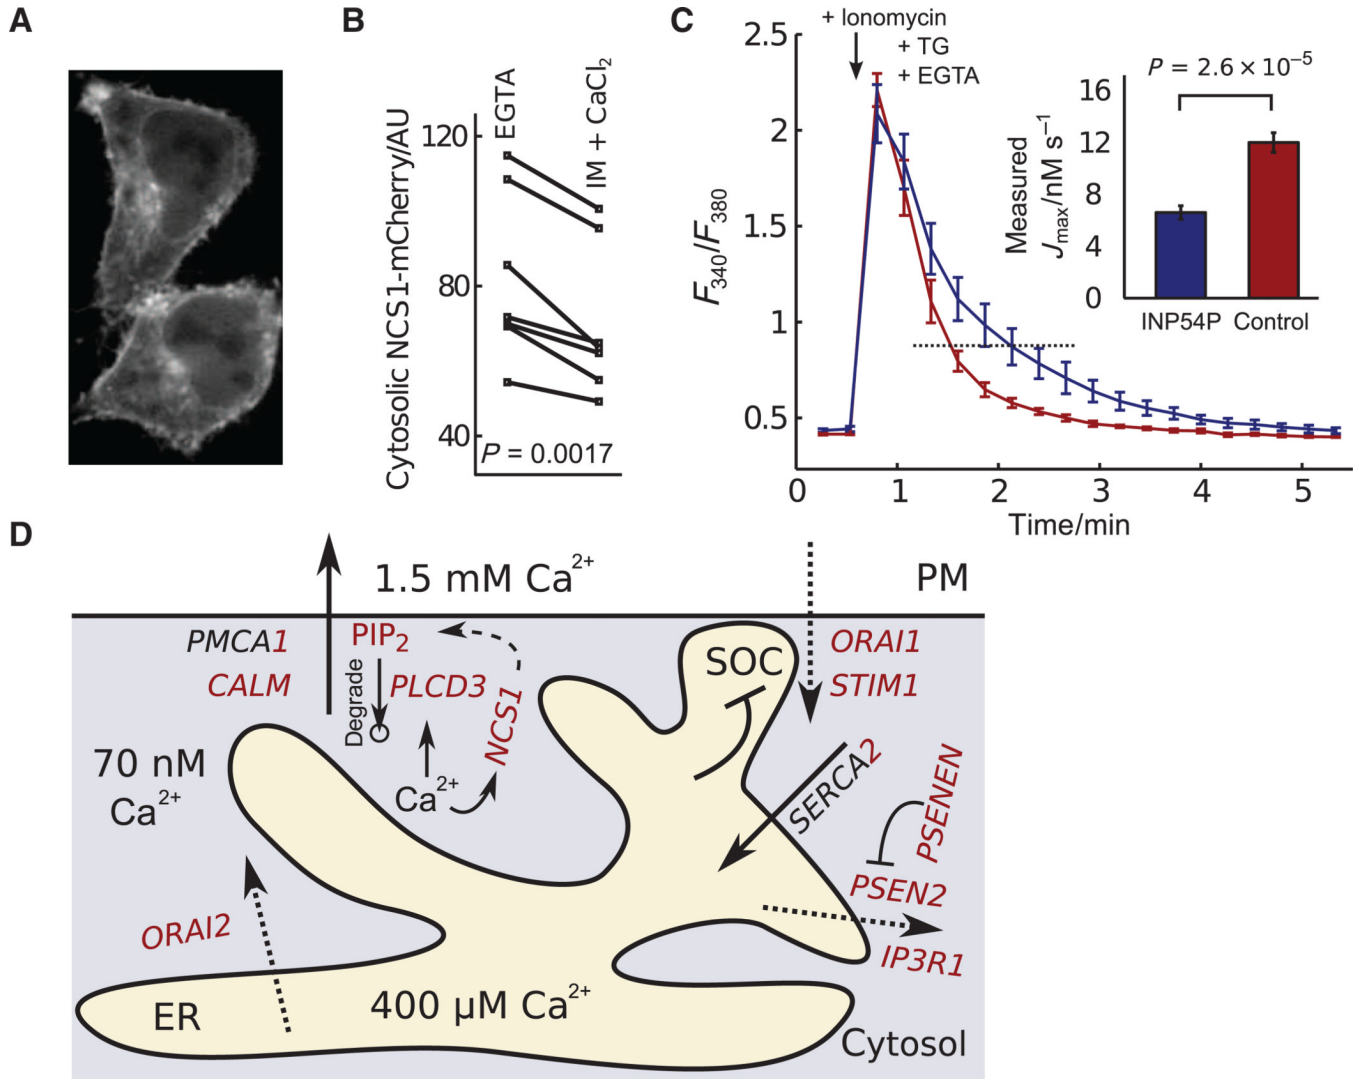 A
B
Cytosolic NCS1-mCherry/AU
120
80
40
EGTA
IM + CaCl2
P = 0.0017
C
+ Ionomycin
+ TG
+ EGTA
F340/F380
2.5
2
1.5
1
0.5
0 1 2 3 4 5
Time/min
P = 2.6 × 10−5
Measured
Jmax/nM s−1
16
12
8
4
0
INP54P Control
D
1.5 mM Ca2+
PM
PMCA1
CALM
PIP2
Degrade
PLCD3
NCS1
Ca2+
70 nM
Ca2+
SOC
ORAI1
STIM1
SERCA2
PSENEN
PSEN2
IP3R1
ORAI2
ER
400 µM Ca2+
Cytosol